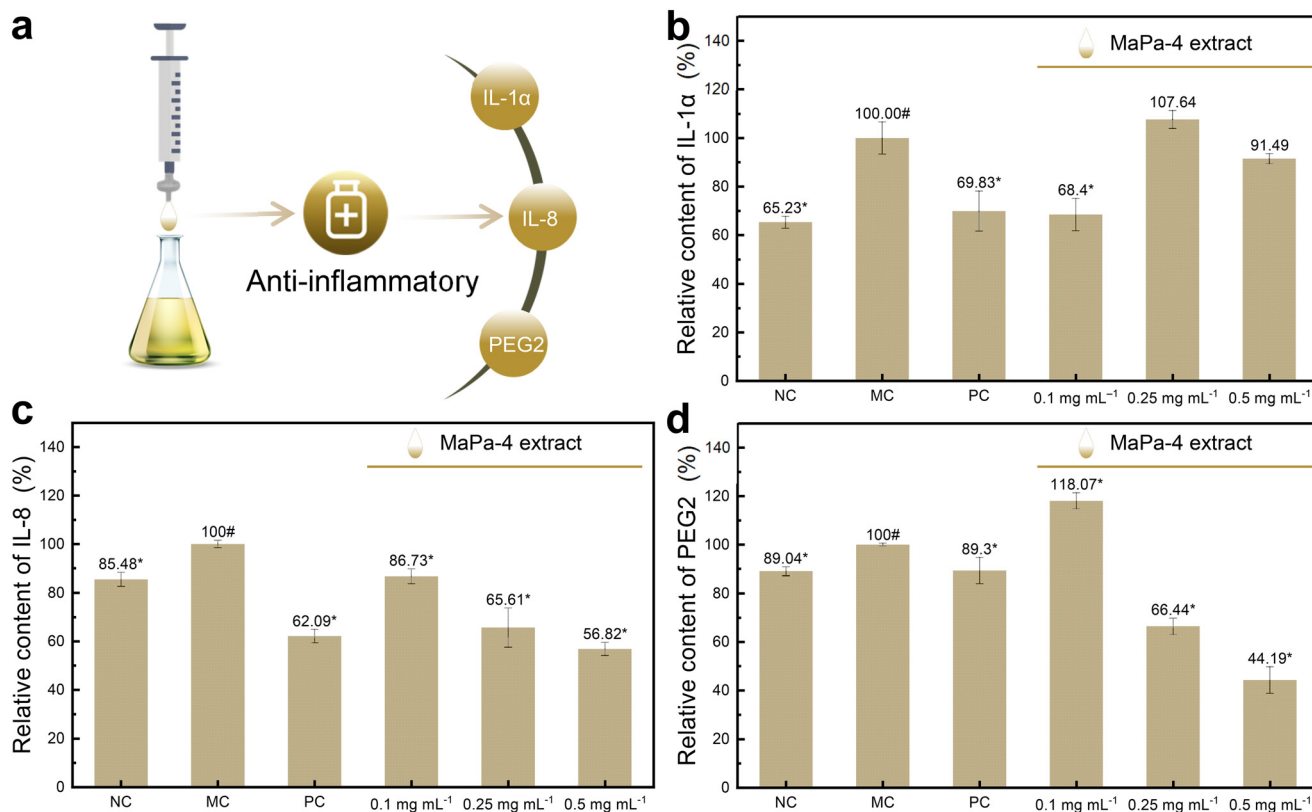 a
IL-1α
IL-8
PEG2
Anti-inflammatory
b
Relative content of IL-1α (%)
140
120
100
80
60
40
20
0
MaPa-4 extract
65.23*
100.00#
69.83*
68.4*
107.64
91.49
NC MC PC 0.1 mg mL⁻¹ 0.25 mg mL⁻¹ 0.5 mg mL⁻¹
c
Relative content of IL-8 (%)
140
120
100
80
60
40
20
0
MaPa-4 extract
85.48*
100#
62.09*
86.73*
65.61*
56.82*
NC MC PC 0.1 mg mL⁻¹ 0.25 mg mL⁻¹ 0.5 mg mL⁻¹
d
Relative content of PEG2 (%)
140
120
100
80
60
40
20
0
MaPa-4 extract
89.04*
100#
89.3*
118.07*
66.44*
44.19*
NC MC PC 0.1 mg mL⁻¹ 0.25 mg mL⁻¹ 0.5 mg mL⁻¹